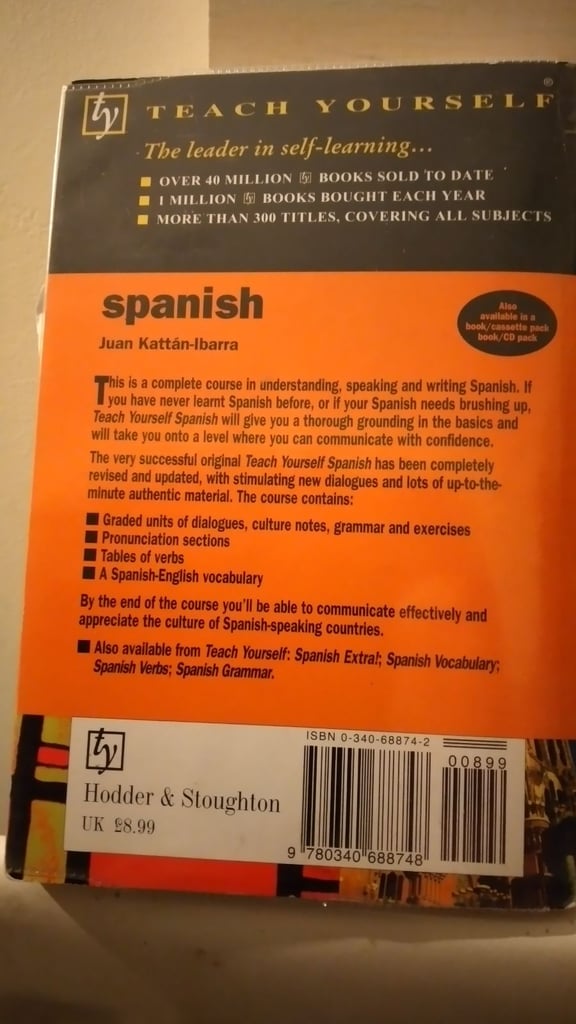 ty TEACH YOURSELF®
The leader in self-learning...
OVER 40 MILLION ty BOOKS SOLD TO DATE
1 MILLION ty BOOKS BOUGHT EACH YEAR
MORE THAN 300 TITLES, COVERING ALL SUBJECTS
spanish
Juan Kattán-Ibarra
Also
available in a
book/cassette pack
book/CD pack
This is a complete course in understanding, speaking and writing Spanish. If
you have never learnt Spanish before, or if your Spanish needs brushing up,
Teach Yourself Spanish will give you a thorough grounding in the basics and
will take you onto a level where you can communicate with confidence.
The very successful original Teach Yourself Spanish has been completely
revised and updated, with stimulating new dialogues and lots of up-to-the-
minute authentic material. The course contains:
■ Graded units of dialogues, culture notes, grammar and exercises
■ Pronunciation sections
■ Tables of verbs
■ A Spanish-English vocabulary
By the end of the course you'll be able to communicate effectively and
appreciate the culture of Spanish-speaking countries.
■ Also available from Teach Yourself: Spanish Extra!; Spanish Vocabulary;
Spanish Verbs; Spanish Grammar.
ty
Hodder & Stoughton
UK £8.99
ISBN 0-340-68874-2
00899
9 780340 688748